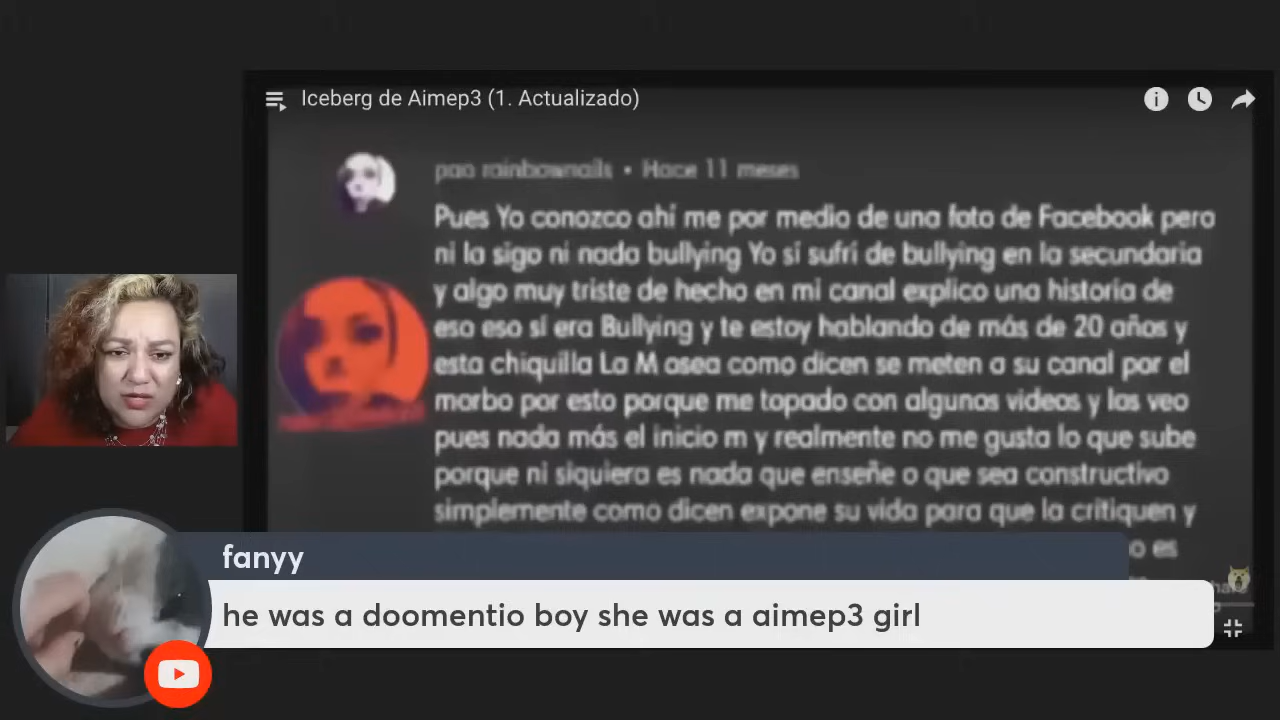 Iceberg de Aimep3 (1. Actualizado)
pao rainbownails • Hace 11 meses
Pues Yo conozco ahí me por medio de una foto de Facebook pero
ni la sigo ni nada bullying Yo sí sufrí de bullying en la secundaria
y algo muy triste de hecho en mi canal explico una historia de
eso eso sí era Bullying y te estoy hablando de más de 20 años y
esta chiquilla La M osea como dicen se meten a su canal por el
morbo por esto porque me topado con algunos videos y los veo
pues nada más el inicio m y realmente no me gusta lo que sube
porque ni siquiera es nada que enseñe o que sea constructivo
simplemente como dicen expone su vida para que la critiquen y
es
fanyy
he was a doomentio boy she was a aimep3 girl